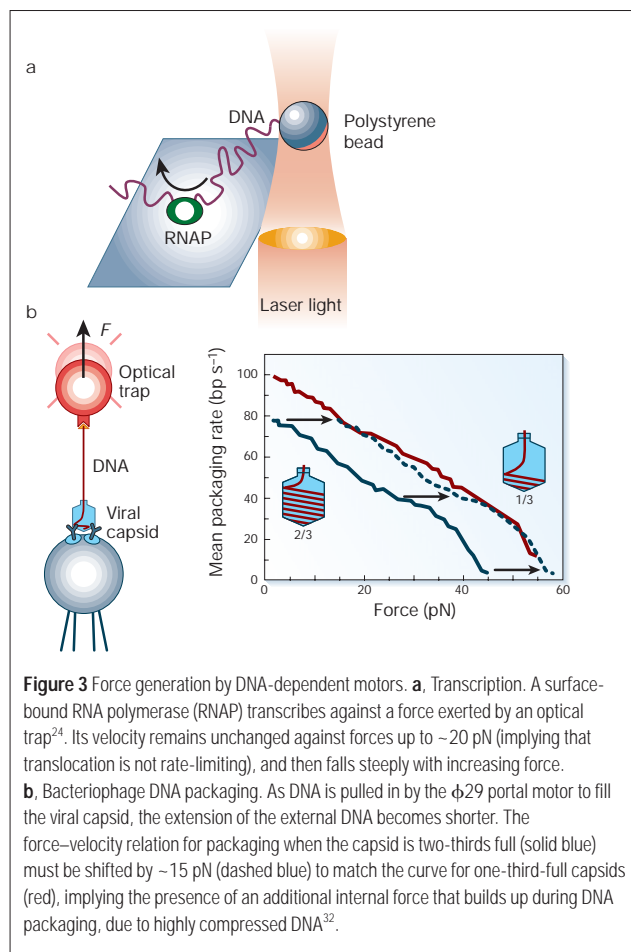 a
DNA
Polystyrene
bead
RNAP
Laser light
b
F
Optical
trap
DNA
Viral
capsid
Mean packaging rate (bp s⁻¹)
100
80
60
40
20
0
0
20
40
60
Force (pN)
2/3
1/3
Figure 3 Force generation by DNA-dependent motors. a, Transcription. A surface-
bound RNA polymerase (RNAP) transcribes against a force exerted by an optical
trap²⁴. Its velocity remains unchanged against forces up to ~20 pN (implying that
translocation is not rate-limiting), and then falls steeply with increasing force.
b, Bacteriophage DNA packaging. As DNA is pulled in by the ϕ29 portal motor to fill
the viral capsid, the extension of the external DNA becomes shorter. The
force–velocity relation for packaging when the capsid is two-thirds full (solid blue)
must be shifted by ~15 pN (dashed blue) to match the curve for one-third-full capsids
(red), implying the presence of an additional internal force that builds up during DNA
packaging, due to highly compressed DNA³².